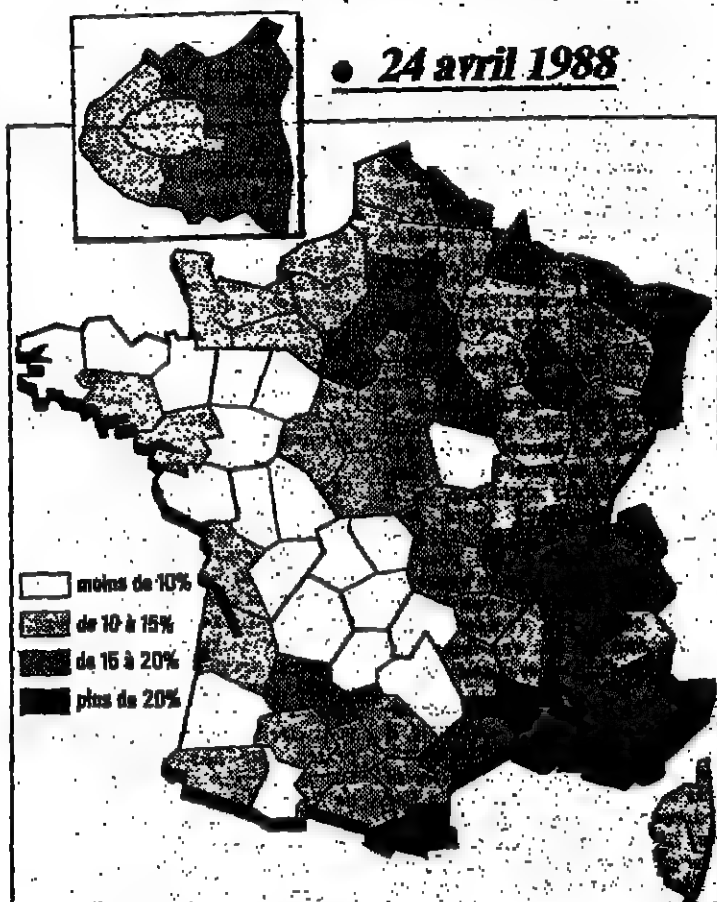 ● 24 avril 1988
moins de 10%
de 10 à 15%
de 15 à 20%
plus de 20%